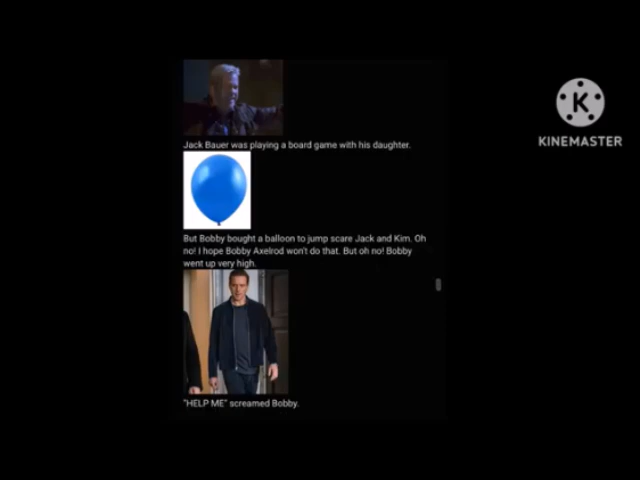 Jack Bauer was playing a board game with his daughter.
But Bobby bought a balloon to jump scare Jack and Kim. Oh
no! I hope Bobby Axelrod won't do that. But oh no! Bobby
went up very high.
"HELP ME" screamed Bobby.
K
KINEMASTER